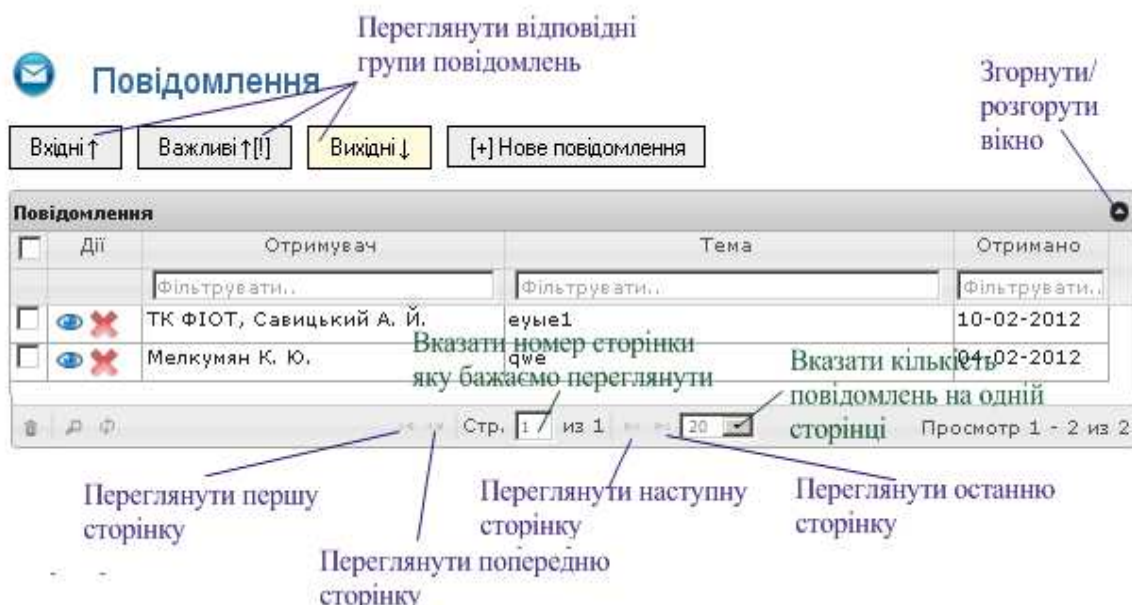 Переглянути відповідні
групи повідомлень
Повідомлення
Згорнути/
розгорути
вікно
Вхідні↑
Важливі↑[!]
Вихідні↓
[+] Нове повідомлення
Повідомлення
Дії Отримувач Тема Отримано
Фільтрувати.. Фільтрувати.. Фільтрувати..
ТК ФІОТ, Савицький А. Й. еуые1 10-02-2012
Мелкумян К. Ю. qwe 04-02-2012
Вказати номер сторінки
яку бажаємо переглянути
Вказати кількість
повідомлень на одній
сторінці
Стр. 1 из 1 20 Просмотр 1 - 2 из 2
Переглянути першу
сторінку
Переглянути попередню
сторінку
Переглянути наступну
сторінку
Переглянути останню
сторінку